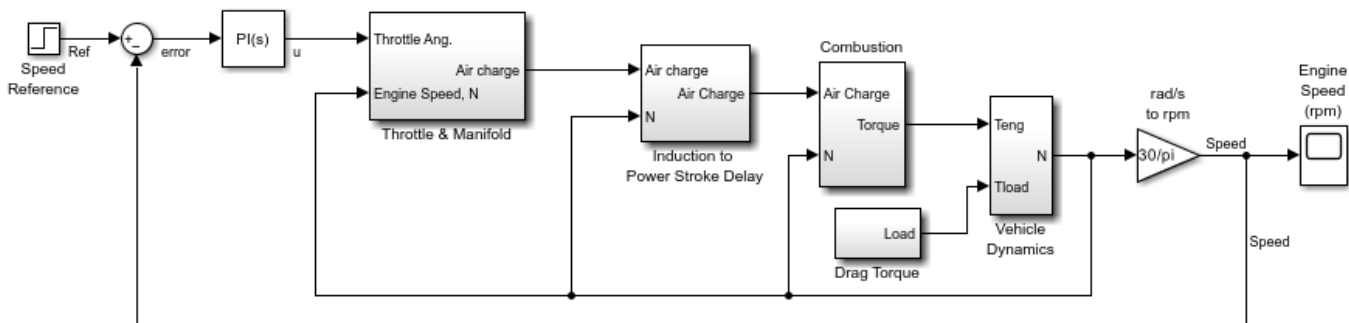 Ref
Speed
Reference
+
−
error
PI(s)
u
Throttle Ang.
Air charge
Engine Speed, N
Throttle & Manifold
Air charge
Air Charge
N
Induction to
Power Stroke Delay
Combustion
Air Charge
Torque
N
Load
Drag Torque
Teng
N
Tload
Vehicle
Dynamics
rad/s
to rpm
30/pi
Speed
Speed
Engine
Speed
(rpm)